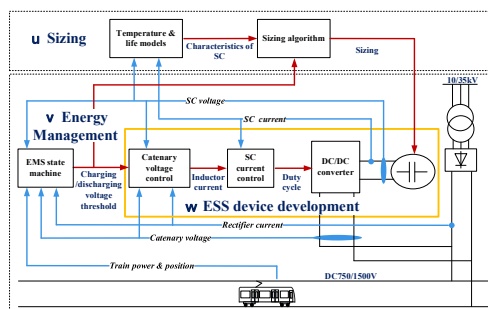 u Sizing
Temperature &
life models
Characteristics of
SC
Sizing algorithm
Sizing
10/35kV
SC voltage
v Energy
Management
SC current
EMS state
machine
Charging
/discharging
voltage
threshold
Catenary
voltage
control
Inductor
current
SC
current
control
Duty
cycle
DC/DC
converter
w ESS device development
Rectifier current
Catenary voltage
Train power & position
DC750/1500V